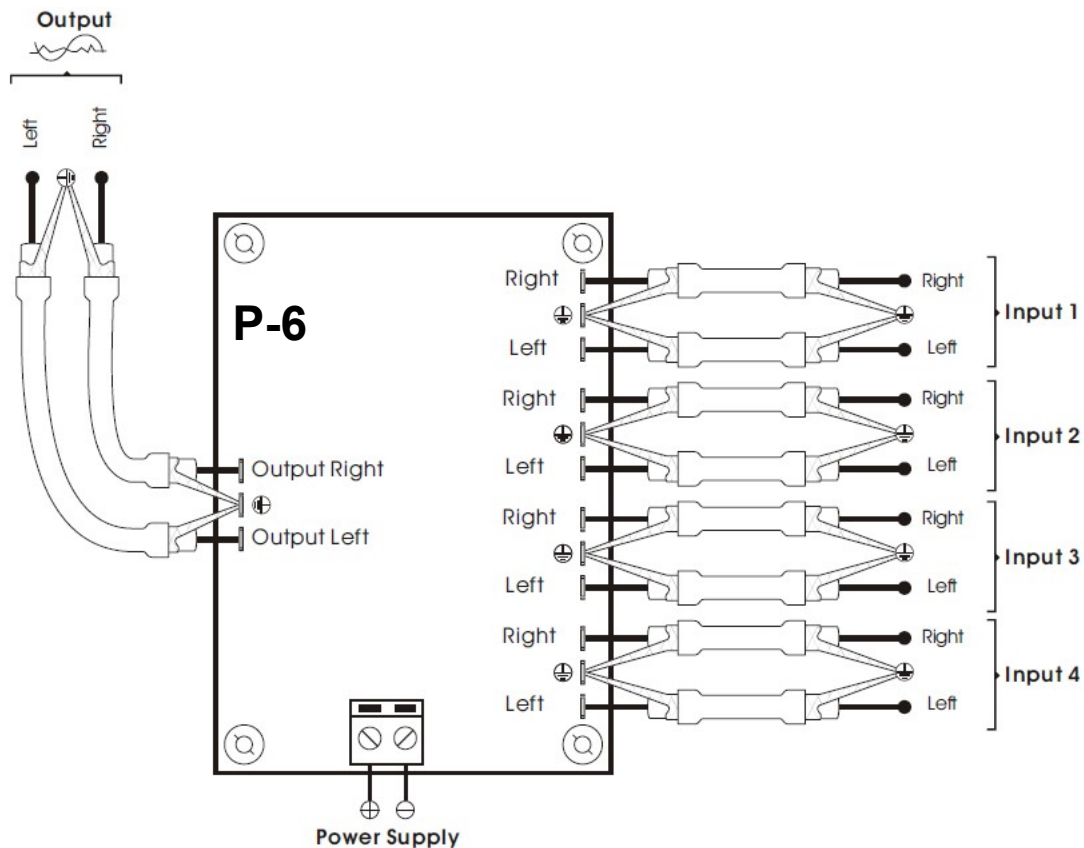 Output
Left
Right
P-6
Right
Right
Input 1
Left
Left
Right
Right
Input 2
Left
Left
Right
Right
Input 3
Left
Left
Right
Right
Input 4
Left
Left
Output Right
Output Left
Power Supply